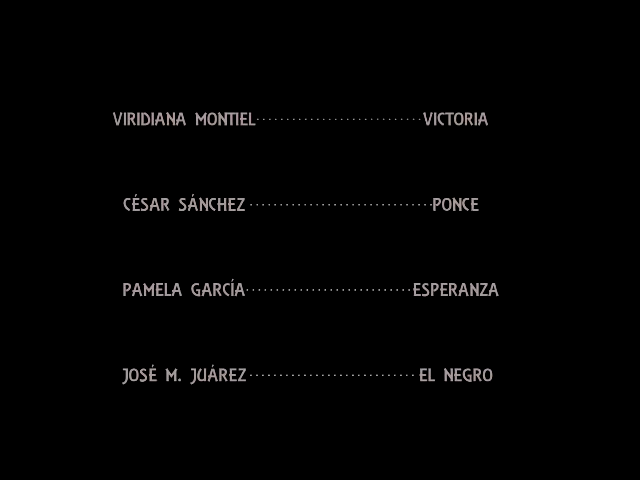 VIRIDIANA MONTIEL...........................VICTORIA
CÉSAR SÁNCHEZ..............................PONCE
PAMELA GARCÍA...........................ESPERANZA
JOSÉ M. JUÁREZ...........................EL NEGRO